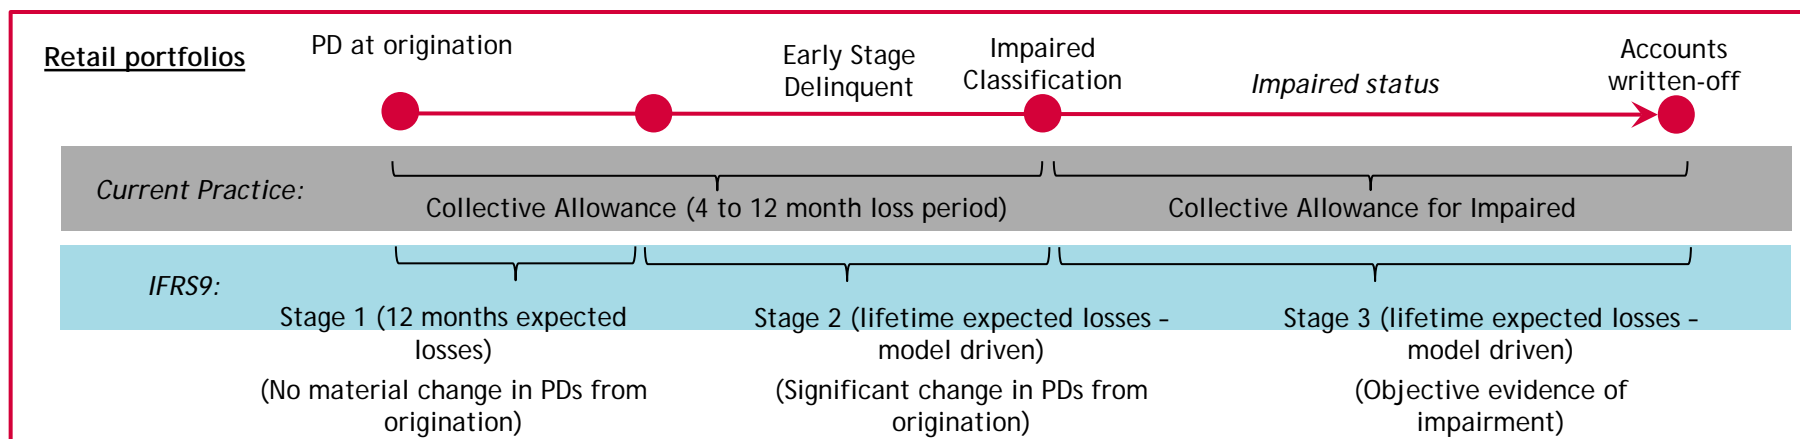 Retail portfolios
PD at origination
Early Stage
Delinquent
Impaired
Classification
Impaired status
Accounts
written-off
Current Practice:
Collective Allowance (4 to 12 month loss period)
Collective Allowance for Impaired
IFRS9:
Stage 1 (12 months expected
losses)
(No material change in PDs from
origination)
Stage 2 (lifetime expected losses –
model driven)
(Significant change in PDs from
origination)
Stage 3 (lifetime expected losses –
model driven)
(Objective evidence of
impairment)